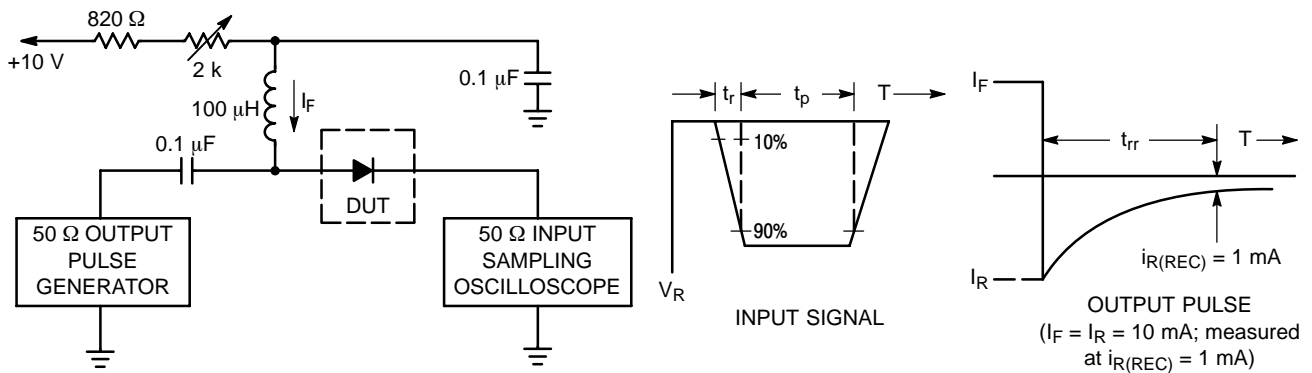 820 Ω
+10 V
2 k
100 μH
I_F
0.1 μF
0.1 μF
DUT
50 Ω OUTPUT
PULSE
GENERATOR
50 Ω INPUT
SAMPLING
OSCILLOSCOPE
t_r
t_p
T
10%
90%
V_R
INPUT SIGNAL
I_F
t_rr
T
I_R
i_R(REC) = 1 mA
OUTPUT PULSE
(I_F = I_R = 10 mA; measured
at i_R(REC) = 1 mA)